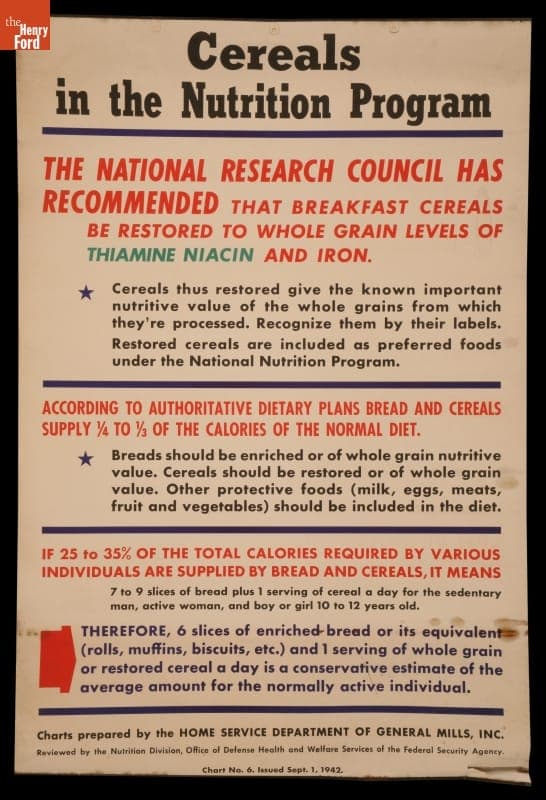 the
Henry
Ford
Cereals
in the Nutrition Program
THE NATIONAL RESEARCH COUNCIL HAS
RECOMMENDED THAT BREAKFAST CEREALS
BE RESTORED TO WHOLE GRAIN LEVELS OF
THIAMINE NIACIN AND IRON.
Cereals thus restored give the known important
nutritive value of the whole grains from which
they're processed. Recognize them by their labels.
Restored cereals are included as preferred foods
under the National Nutrition Program.
ACCORDING TO AUTHORITATIVE DIETARY PLANS BREAD AND CEREALS
SUPPLY ¼ TO ⅓ OF THE CALORIES OF THE NORMAL DIET.
Breads should be enriched or of whole grain nutritive
value. Cereals should be restored or of whole grain
value. Other protective foods (milk, eggs, meats,
fruit and vegetables) should be included in the diet.
IF 25 to 35% OF THE TOTAL CALORIES REQUIRED BY VARIOUS
INDIVIDUALS ARE SUPPLIED BY BREAD AND CEREALS, IT MEANS
7 to 9 slices of bread plus 1 serving of cereal a day for the sedentary
man, active woman, and boy or girl 10 to 12 years old.
THEREFORE, 6 slices of enriched bread or its equivalent
(rolls, muffins, biscuits, etc.) and 1 serving of whole grain
or restored cereal a day is a conservative estimate of the
average amount for the normally active individual.
Charts prepared by the HOME SERVICE DEPARTMENT OF GENERAL MILLS, INC.
Reviewed by the Nutrition Division, Office of Defense Health and Welfare Services of the Federal Security Agency.
Chart No. 6. Issued Sept. 1, 1942.